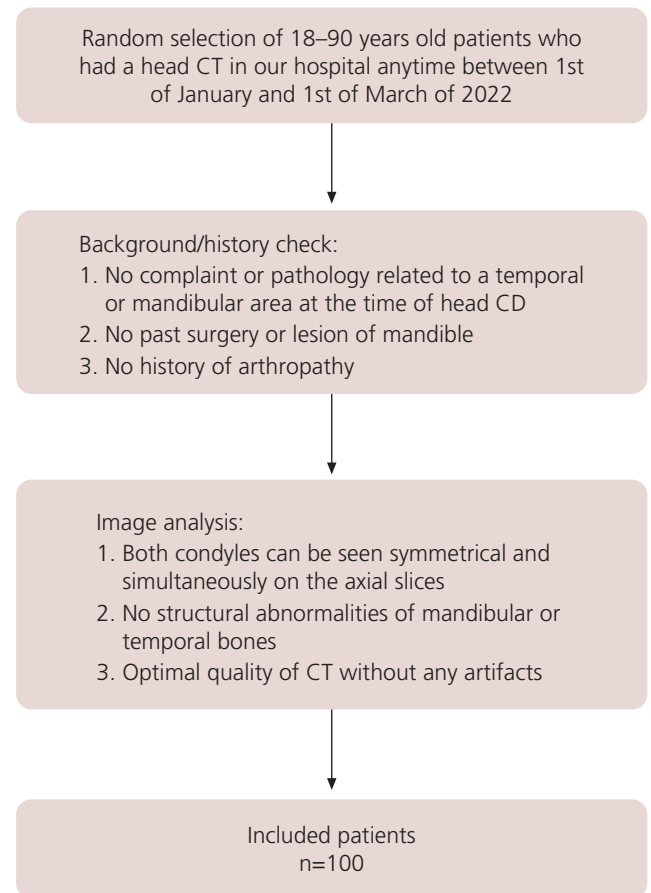 Random selection of 18–90 years old patients who
had a head CT in our hospital anytime between 1st
of January and 1st of March of 2022
Background/history check:
1. No complaint or pathology related to a temporal
or mandibular area at the time of head CD
2. No past surgery or lesion of mandible
3. No history of arthropathy
Image analysis:
1. Both condyles can be seen symmetrical and
simultaneously on the axial slices
2. No structural abnormalities of mandibular or
temporal bones
3. Optimal quality of CT without any artifacts
Included patients
n=100